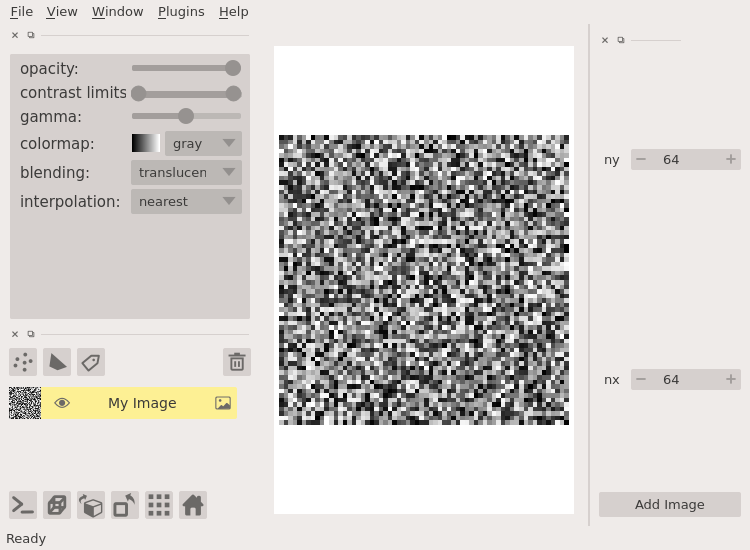 File View Window Plugins Help
opacity:
contrast limits
gamma:
colormap: gray
blending: translucen
interpolation: nearest
My Image
ny 64
nx 64
Add Image
Ready